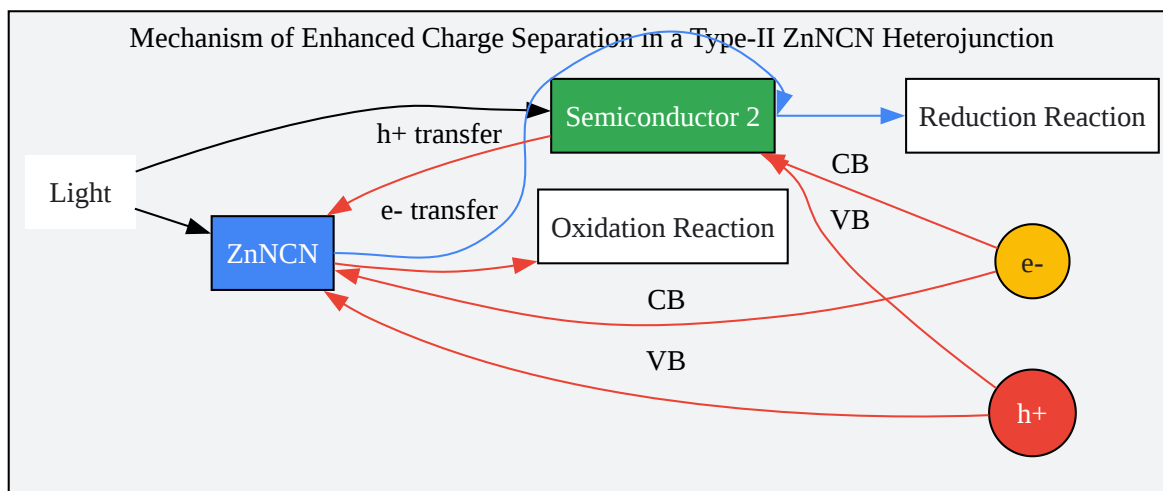 Mechanism of Enhanced Charge Separation in a Type-II ZnNCN Heterojunction
Semiconductor 2
Reduction Reaction
h+ transfer
CB
Light
e- transfer
VB
Oxidation Reaction
ZnNCN
e-
CB
VB
h+